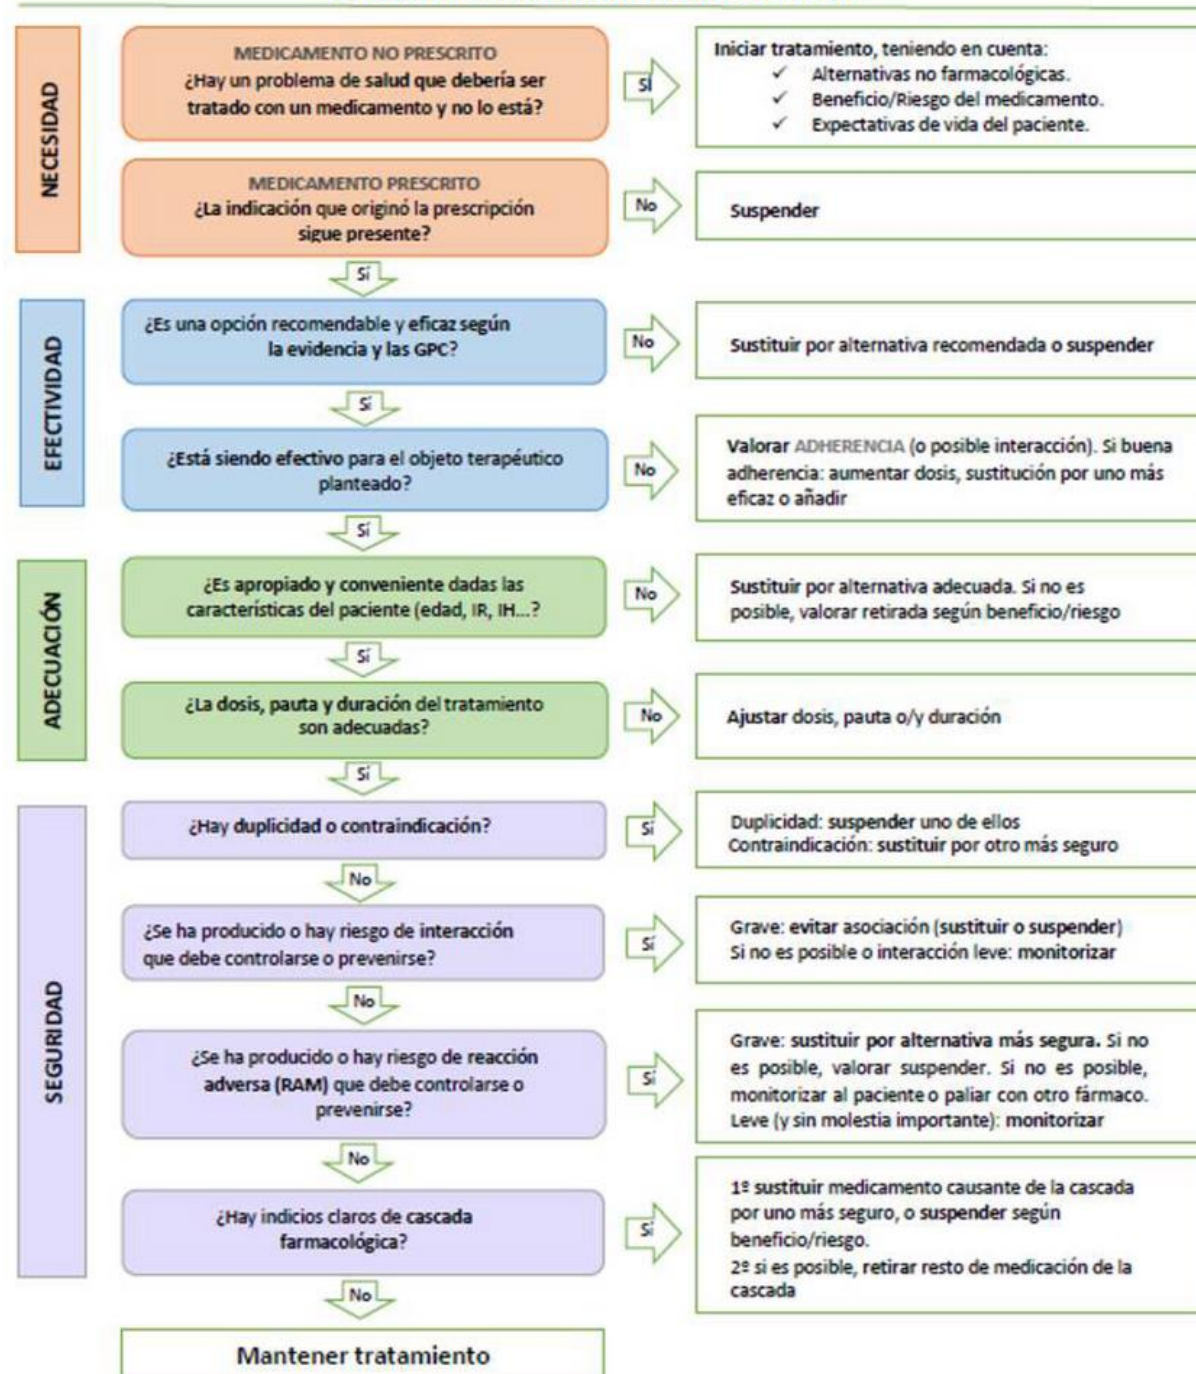 NECESIDAD
MEDICAMENTO NO PRESCRITO
¿Hay un problema de salud que debería ser
tratado con un medicamento y no lo está?
SÍ
Iniciar tratamiento, teniendo en cuenta:
✓ Alternativas no farmacológicas.
✓ Beneficio/Riesgo del medicamento.
✓ Expectativas de vida del paciente.
MEDICAMENTO PRESCRITO
¿La indicación que originó la prescripción
sigue presente?
No
Suspender
Sí
EFECTIVIDAD
¿Es una opción recomendable y eficaz según
la evidencia y las GPC?
No
Sustituir por alternativa recomendada o suspender
Sí
¿Está siendo efectivo para el objeto terapéutico
planteado?
No
Valorar ADHERENCIA (o posible interacción). Si buena
adherencia: aumentar dosis, sustitución por uno más
eficaz o añadir
Sí
ADECUACIÓN
¿Es apropiado y conveniente dadas las
características del paciente (edad, IR, IH...?
No
Sustituir por alternativa adecuada. Si no es
posible, valorar retirada según beneficio/riesgo
Sí
¿La dosis, pauta y duración del tratamiento
son adecuadas?
No
Ajustar dosis, pauta o/y duración
Sí
SEGURIDAD
¿Hay duplicidad o contraindicación?
Sí
Duplicidad: suspender uno de ellos
Contraindicación: sustituir por otro más seguro
No
¿Se ha producido o hay riesgo de interacción
que debe controlarse o prevenirse?
Sí
Grave: evitar asociación (sustituir o suspender)
Si no es posible o interacción leve: monitorizar
No
¿Se ha producido o hay riesgo de reacción
adversa (RAM) que debe controlarse o
prevenirse?
Sí
Grave: sustituir por alternativa más segura. Si no
es posible, valorar suspender. Si no es posible,
monitorizar al paciente o paliar con otro fármaco.
Leve (y sin molestia importante): monitorizar
No
¿Hay indicios claros de cascada
farmacológica?
Sí
1º sustituir medicamento causante de la cascada
por uno más seguro, o suspender según
beneficio/riesgo.
2º si es posible, retirar resto de medicación de la
cascada
No
Mantener tratamiento